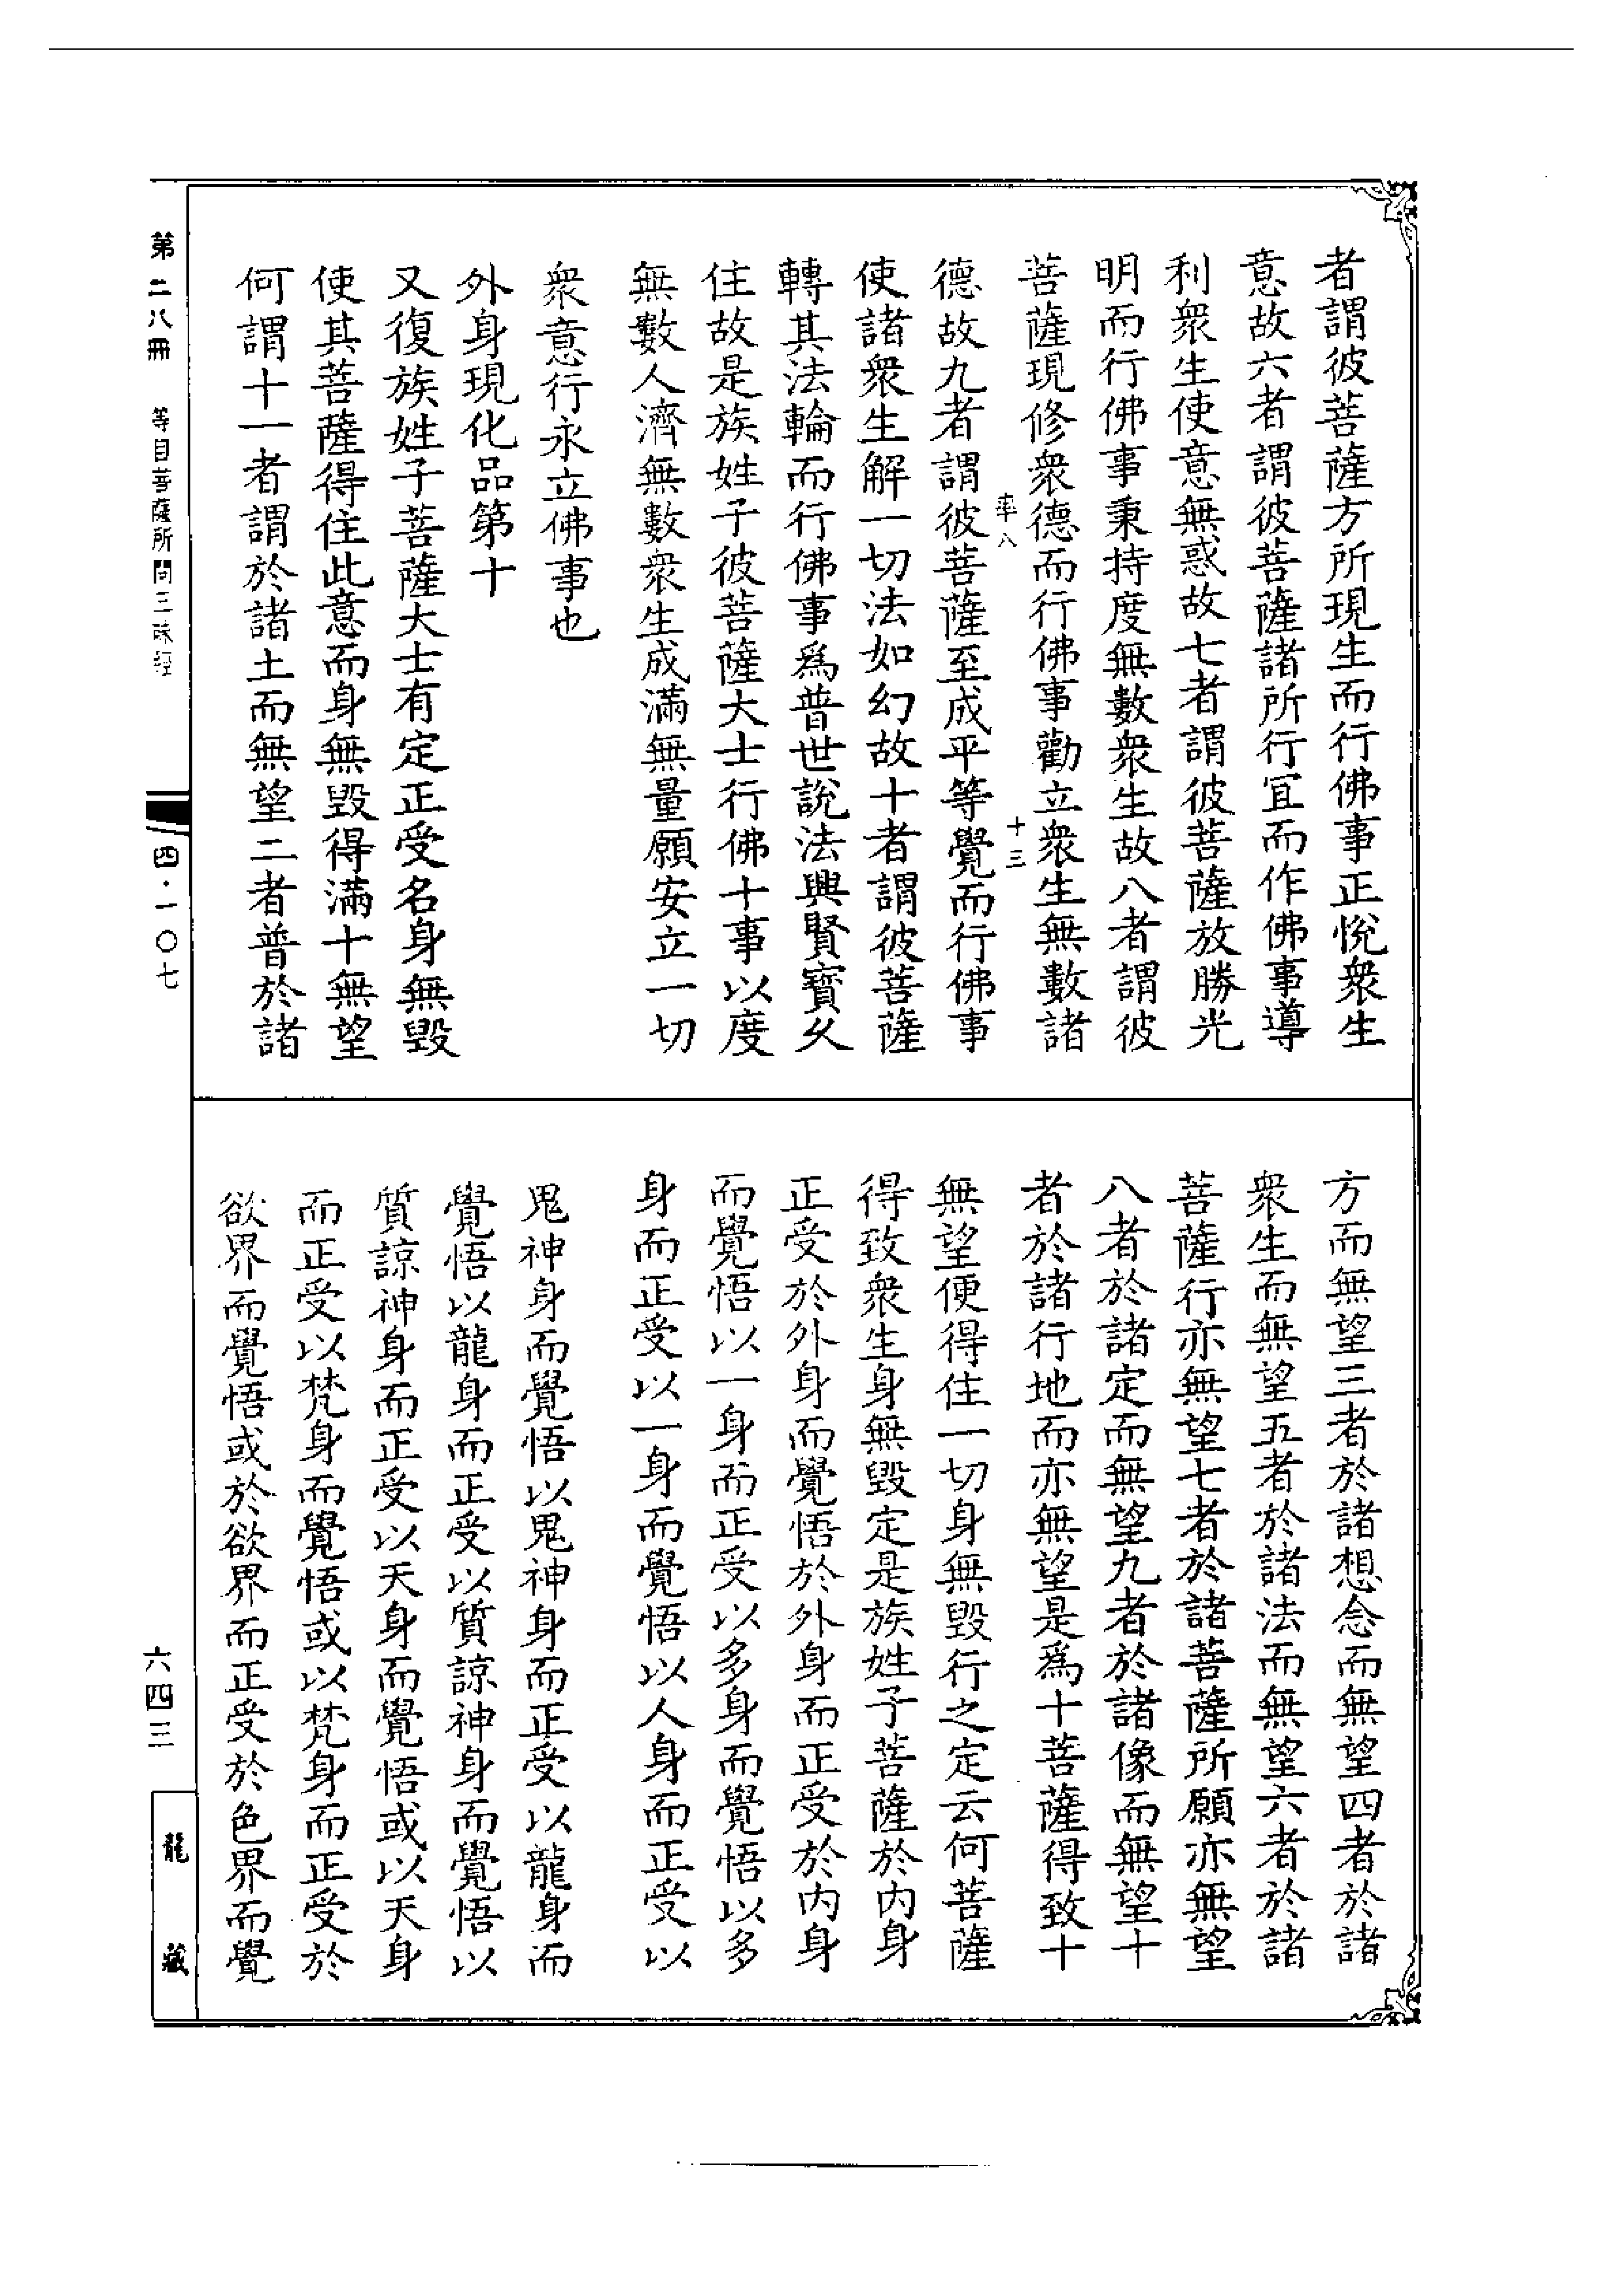 者謂彼菩薩方所現生而行佛事正悅衆生
意故六者謂彼菩薩諸所行宜而作佛事導
利衆生使意無惑故七者謂彼菩薩放勝光
明而行佛事秉持度無數衆生故八者謂彼
菩薩現修衆德而行佛事勸立衆生無數諸
率八
十三
德故九者謂彼菩薩至成平等覺而行佛事
使諸衆生解一切法如幻故十者謂彼菩薩
轉其法輪而行佛事爲普世說法興賢寶久
住故是族姓子彼菩薩大士行佛十事以度
無數人濟無數衆生成滿無量願安立一切
衆意行永立佛事也
外身現化品第十
又復族姓子菩薩大士有定正受名身無毀
使其菩薩得住此意而身無毀得滿十無望
何謂十一者謂於諸土而無望二者普於諸
方而無望三者於諸想念而無望四者於諸
衆生而無望五者於諸法而無望六者於諸
菩薩行亦無望七者於諸菩薩所願亦無望
八者於諸定而無望九者於諸像而無望十
者於諸行地而亦無望是爲十菩薩得致十
無望便得住一切身無毀行之定云何菩薩
得致衆生身無毀定是族姓子菩薩於內身
正受於外身而覺悟於外身而正受於內身
而覺悟以一身而正受以多身而覺悟以多
身而正受以一身而覺悟以人身而正受以
鬼神身而覺悟以鬼神身而正受以龍身而
覺悟以龍身而正受以質諒神身而覺悟以
質諒神身而正受以天身而覺悟或以天身
而正受以梵身而覺悟或以梵身而正受於
欲界而覺悟或於欲界而正受於色界而覺
第二八冊 等目菩薩所問三昧經
四·一〇七
六四三
龍藏